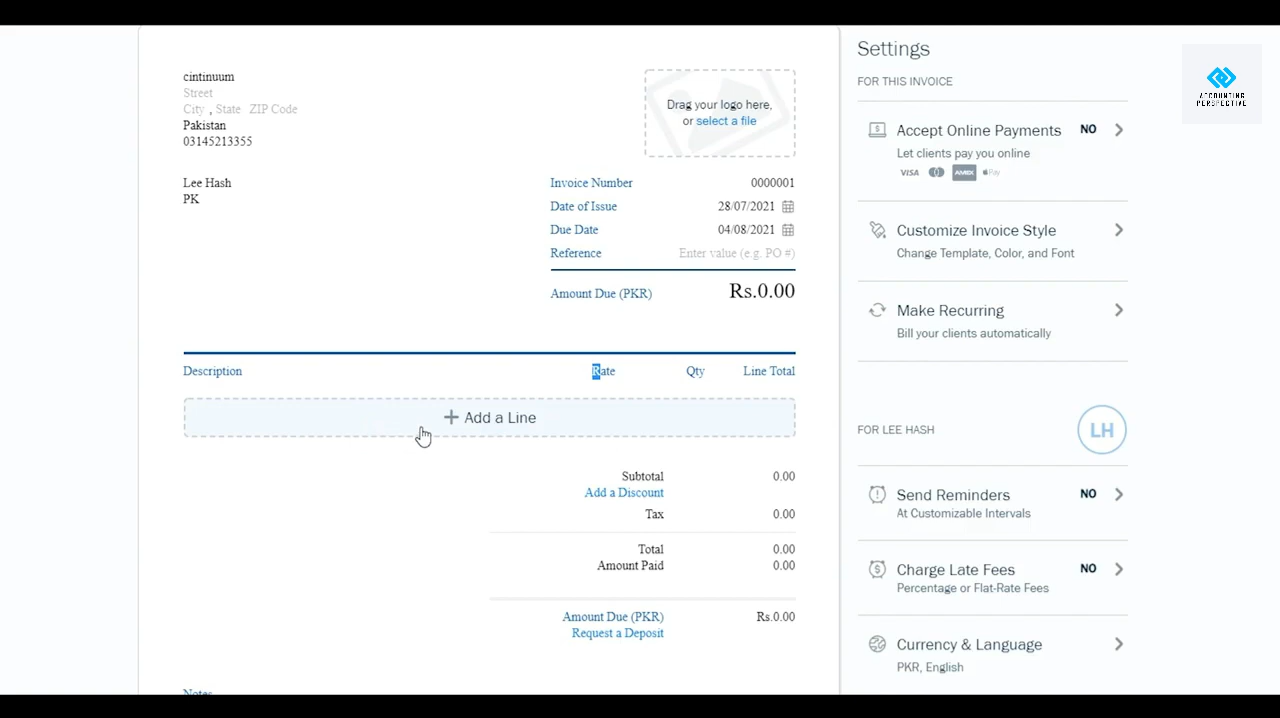 cintinuum
Street
City , State ZIP Code
Pakistan
03145213355
Drag your logo here,
or select a file
Lee Hash
PK
Invoice Number 0000001
Date of Issue 28/07/2021
Due Date 04/08/2021
Reference Enter value (e.g. PO #)
Amount Due (PKR) Rs.0.00
Description Rate Qty Line Total
+ Add a Line
Subtotal 0.00
Add a Discount
Tax 0.00
Total 0.00
Amount Paid 0.00
Amount Due (PKR) Rs.0.00
Request a Deposit
Notes
Settings
FOR THIS INVOICE
Accept Online Payments NO
Let clients pay you online
VISA AMEX Pay
Customize Invoice Style
Change Template, Color, and Font
Make Recurring
Bill your clients automatically
FOR LEE HASH LH
Send Reminders NO
At Customizable Intervals
Charge Late Fees NO
Percentage or Flat-Rate Fees
Currency & Language
PKR, English
ACCOUNTING
PERSPECTIVE